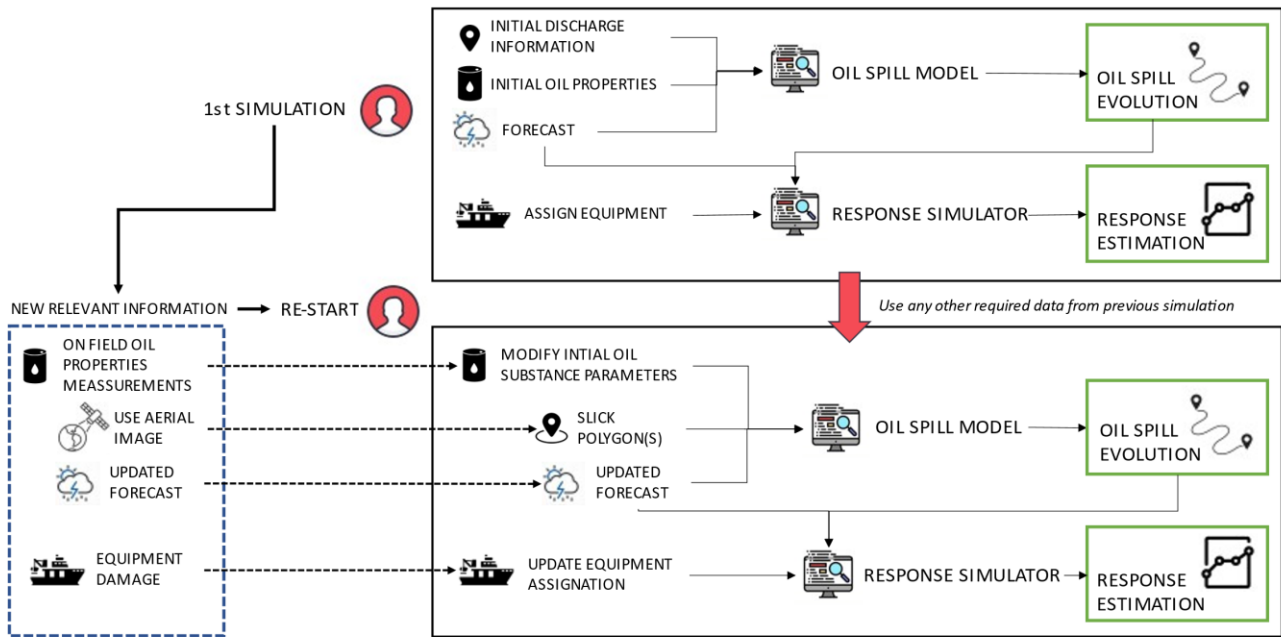 INITIAL DISCHARGE
INFORMATION
INITIAL OIL PROPERTIES
FORECAST
OIL SPILL MODEL
OIL SPILL
EVOLUTION
1st SIMULATION
ASSIGN EQUIPMENT
RESPONSE SIMULATOR
RESPONSE
ESTIMATION
NEW RELEVANT INFORMATION
RE-START
Use any other required data from previous simulation
ON FIELD OIL
PROPERTIES
MEASSUREMENTS
USE AERIAL
IMAGE
UPDATED
FORECAST
EQUIPMENT
DAMAGE
MODIFY INTIAL OIL
SUBSTANCE PARAMETERS
SLICK
POLYGON(S)
UPDATED
FORECAST
UPDATE EQUIPMENT
ASSIGNATION
OIL SPILL MODEL
OIL SPILL
EVOLUTION
RESPONSE SIMULATOR
RESPONSE
ESTIMATION